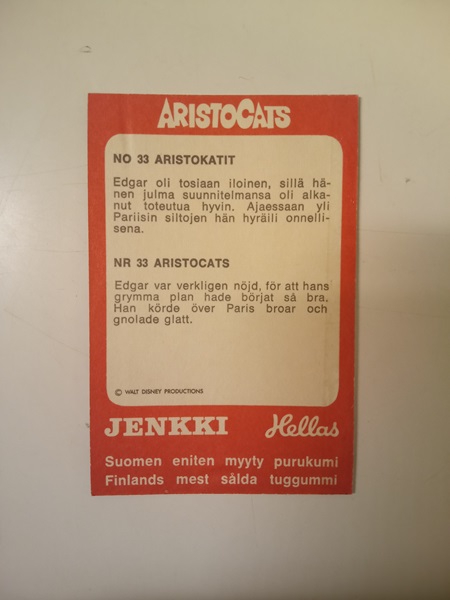 ARISTOCATS
NO 33 ARISTOKATIT
Edgar oli tosiaan iloinen, sillä hä-
nen julma suunnitelmansa oli alka-
nut toteutua hyvin. Ajaessaan yli
Pariisin siltojen hän hyräili onnelli-
sena.
NR 33 ARISTOCATS
Edgar var verkligen nöjd, för att hans
grymma plan hade börjat så bra.
Han körde över Paris broar och
gnolade glatt.
© WALT DISNEY PRODUCTIONS
JENKKI Hellas
Suomen eniten myyty purukumi
Finlands mest sålda tuggummi